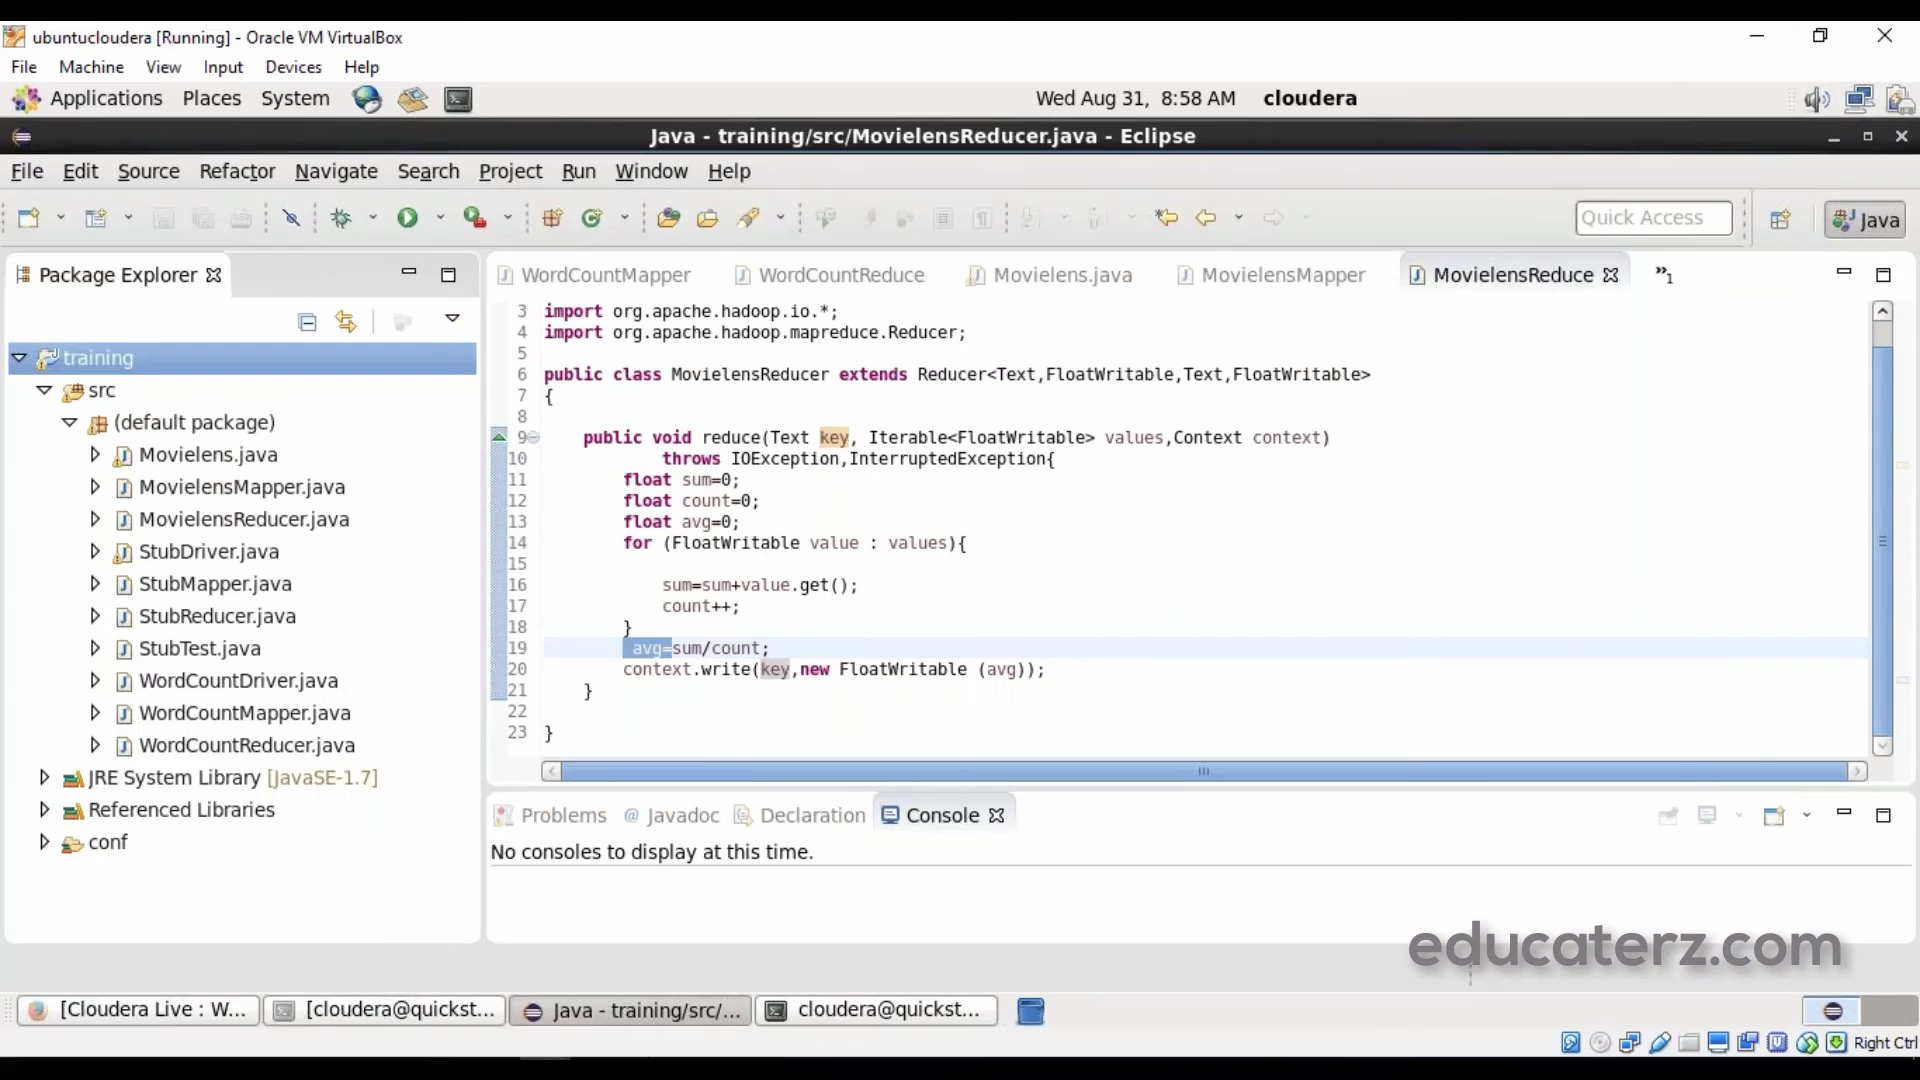 ubuntucloudera [Running] - Oracle VM VirtualBox
File Machine View Input Devices Help
Applications Places System Wed Aug 31, 8:58 AM cloudera
Java - training/src/MovielensReducer.java - Eclipse
File Edit Source Refactor Navigate Search Project Run Window Help
Quick Access Java
Package Explorer
training
src
(default package)
Movielens.java
MovielensMapper.java
MovielensReducer.java
StubDriver.java
StubMapper.java
StubReducer.java
StubTest.java
WordCountDriver.java
WordCountMapper.java
WordCountReducer.java
JRE System Library [JavaSE-1.7]
Referenced Libraries
conf
WordCountMapper WordCountReduce Movielens.java MovielensMapper MovielensReduce »1
3 import org.apache.hadoop.io.*;
4 import org.apache.hadoop.mapreduce.Reducer;
5
6 public class MovielensReducer extends Reducer<Text,FloatWritable,Text,FloatWritable>
7 {
8
9 public void reduce(Text key, Iterable<FloatWritable> values,Context context)
10 throws IOException,InterruptedException{
11 float sum=0;
12 float count=0;
13 float avg=0;
14 for (FloatWritable value : values){
15
16 sum=sum+value.get();
17 count++;
18 }
19 avg=sum/count;
20 context.write(key,new FloatWritable (avg));
21 }
22
23 }
Problems @ Javadoc Declaration Console
No consoles to display at this time.
educaterz.com
[Cloudera Live : W... [cloudera@quickst... Java - training/src/... cloudera@quickst...
Right Ctrl